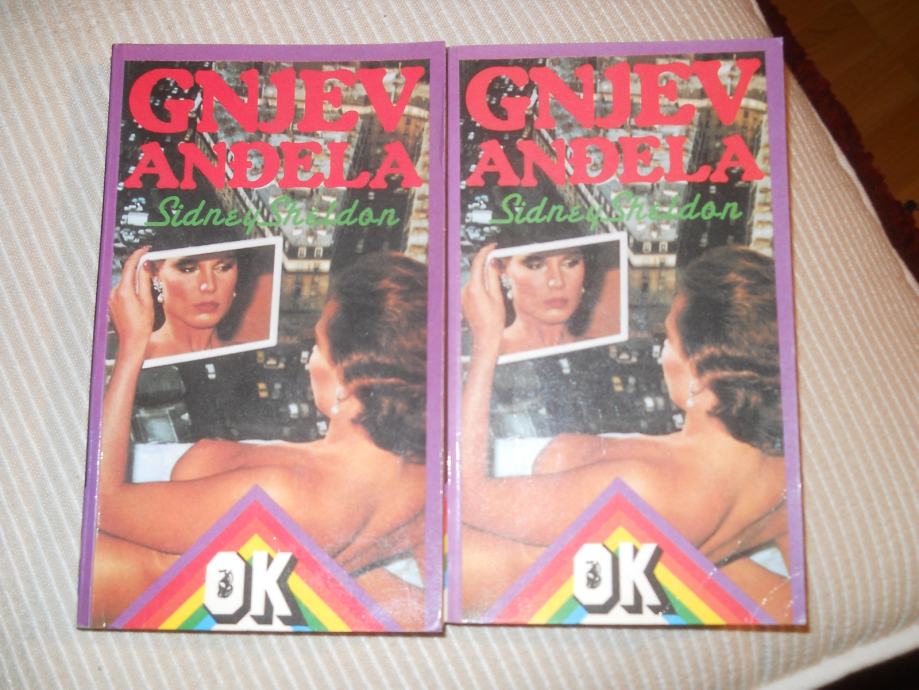 GNJEV
ANĐELA
Sidney Sheldon
OK
GNJEV
ANĐELA
Sidney Sheldon
OK